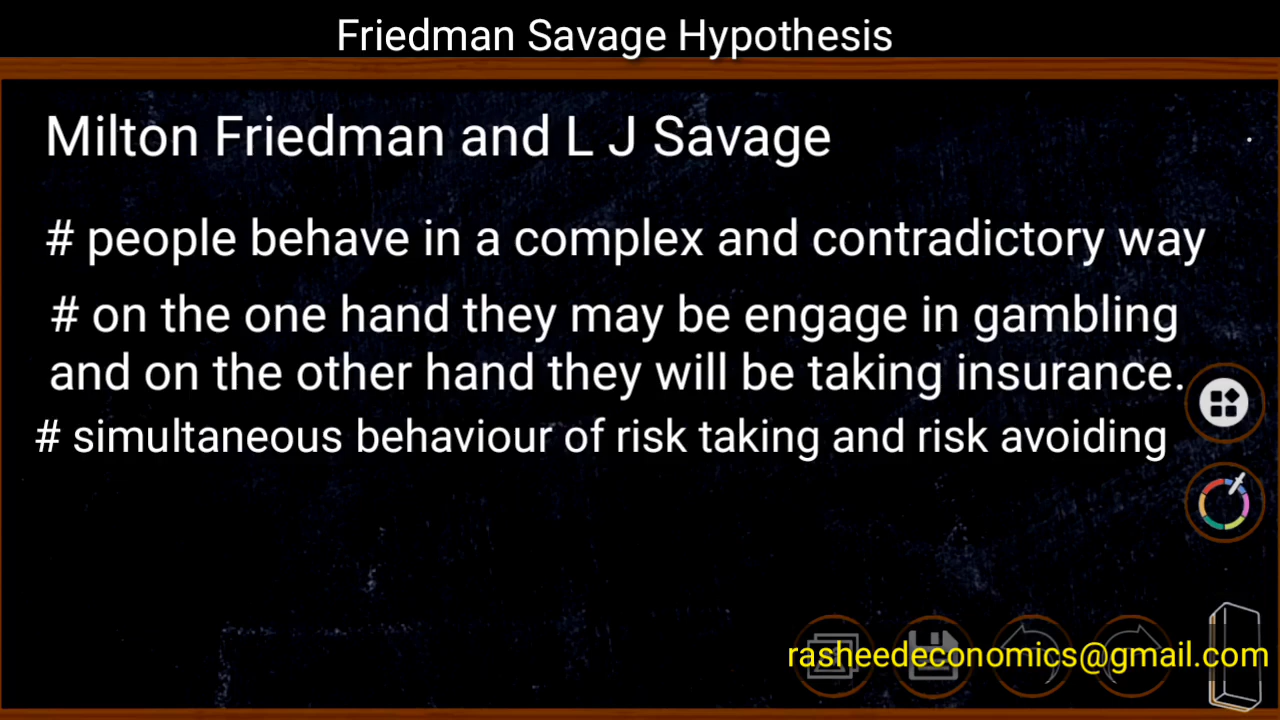 Friedman Savage Hypothesis
Milton Friedman and L J Savage
# people behave in a complex and contradictory way
# on the one hand they may be engage in gambling
and on the other hand they will be taking insurance.
# simultaneous behaviour of risk taking and risk avoiding
rasheedeconomics@gmail.com